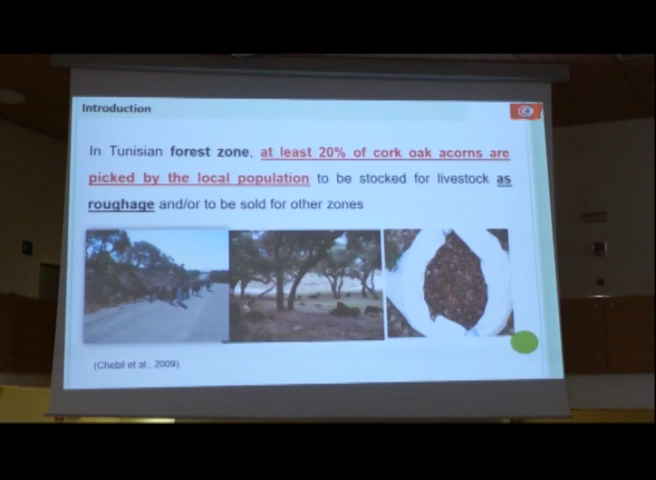 Introduction
In Tunisian forest zone, at least 20% of cork oak acorns are
picked by the local population to be stocked for livestock as
roughage and/or to be sold for other zones
(Chebil et al., 2009)